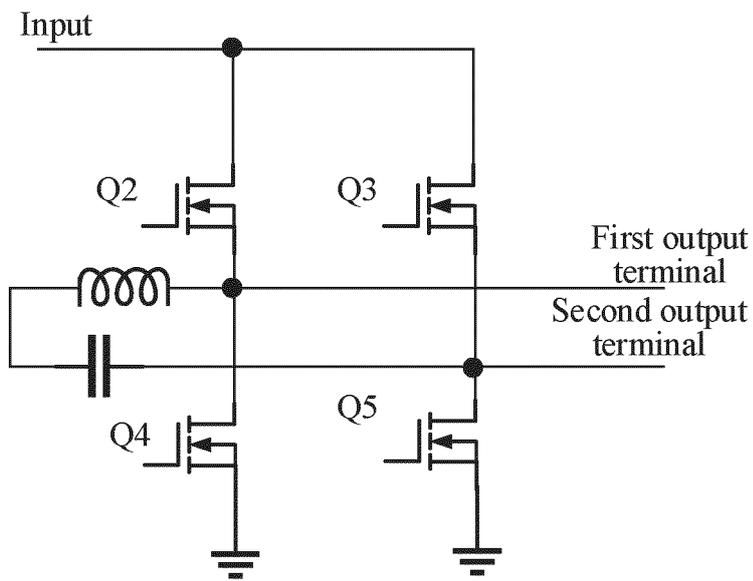 Input
Q2
Q3
First output
terminal
Second output
terminal
Q4
Q5